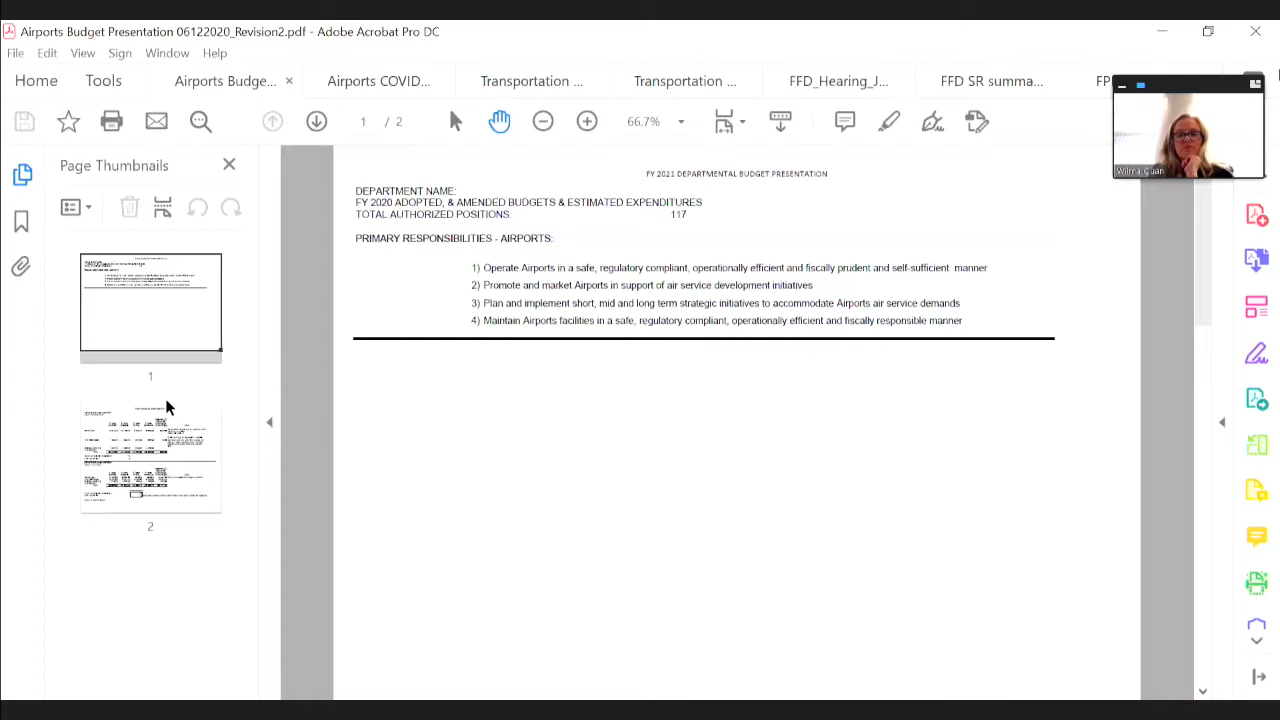 Airports Budget Presentation 06122020_Revision2.pdf - Adobe Acrobat Pro DC
File Edit View Sign Window Help
Home Tools Airports Budge... Airports COVID... Transportation ... Transportation ... FFD_Hearing_J... FFD SR summa...
1 / 2 66.7%
Wilma Quan
Page Thumbnails
1
2
FY 2021 DEPARTMENTAL BUDGET PRESENTATION
DEPARTMENT NAME:
FY 2020 ADOPTED, & AMENDED BUDGETS & ESTIMATED EXPENDITURES
TOTAL AUTHORIZED POSITIONS: 117
PRIMARY RESPONSIBILITIES - AIRPORTS:
1) Operate Airports in a safe, regulatory compliant, operationally efficient and fiscally prudent and self-sufficient manner
2) Promote and market Airports in support of air service development initiatives
3) Plan and implement short, mid and long term strategic initiatives to accommodate Airports air service demands
4) Maintain Airports facilities in a safe, regulatory compliant, operationally efficient and fiscally responsible manner